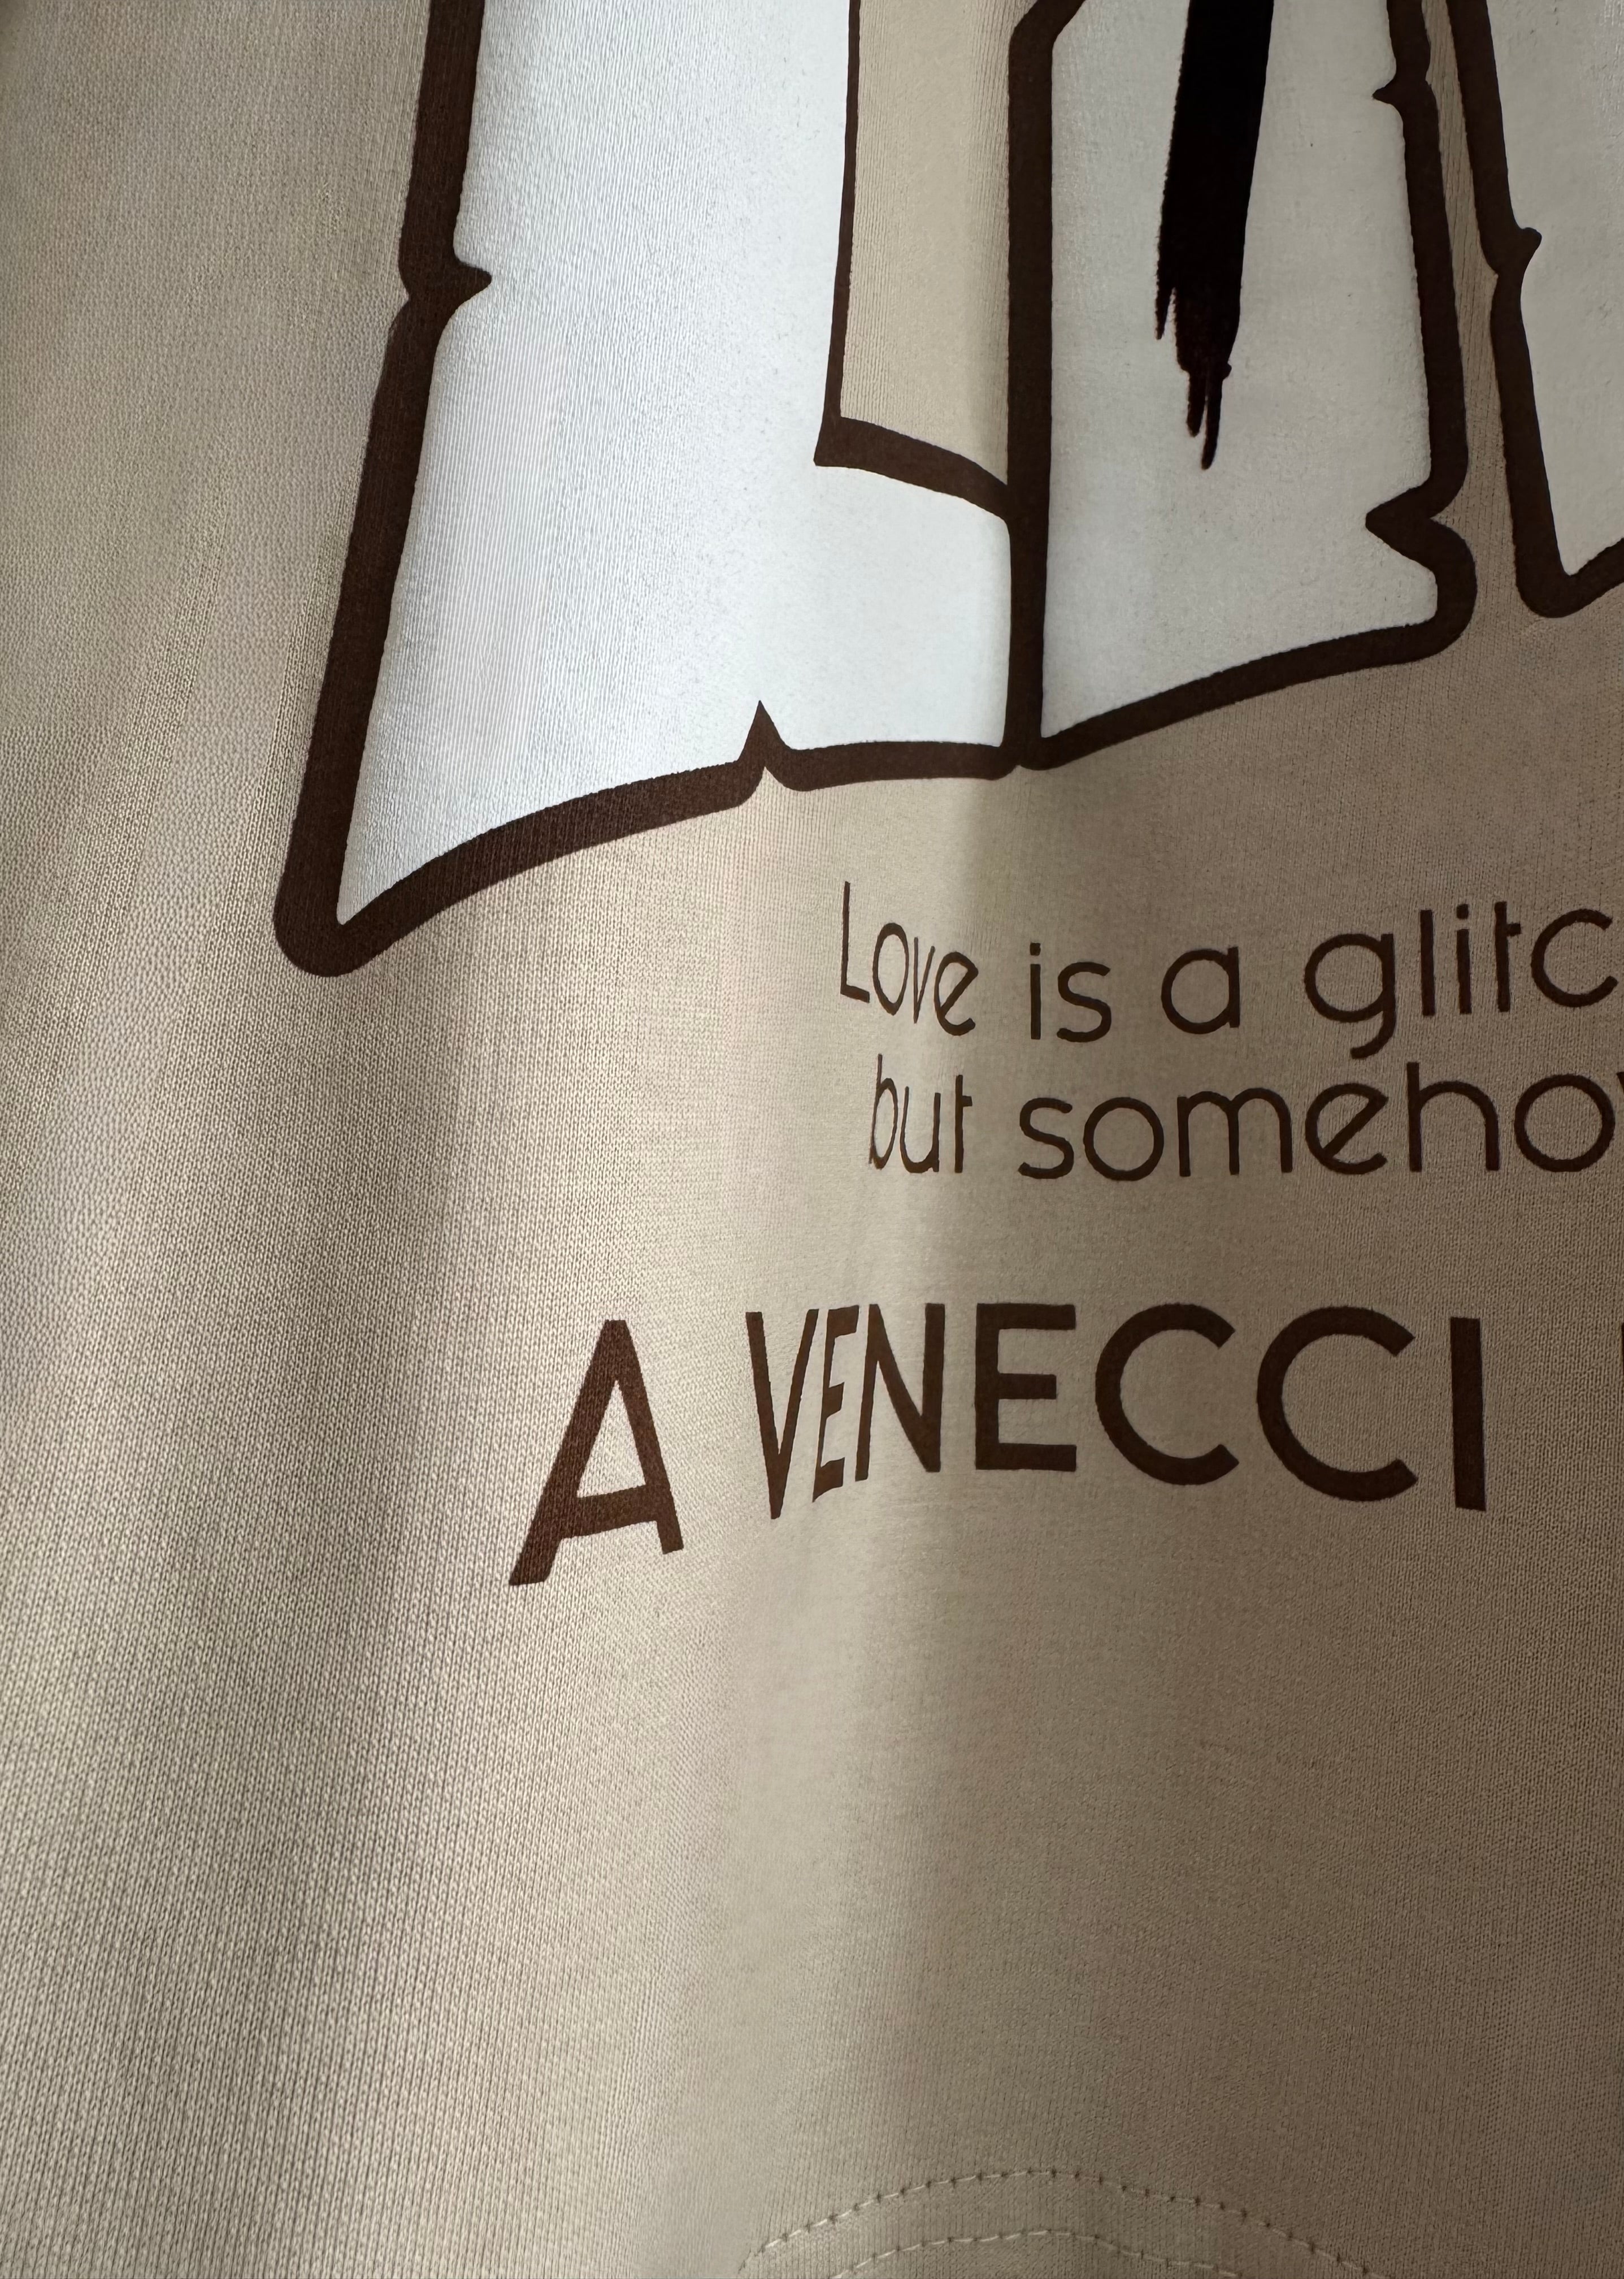 Love is a glitc
but someho
A VENECCI